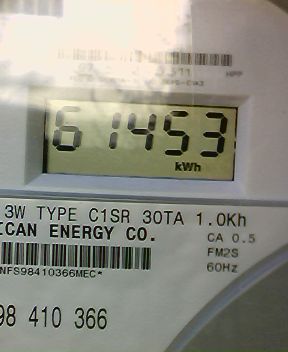 61453
kWh
3W TYPE C1SR 30TA 1.0Kh
ICAN ENERGY CO.
CA 0.5
FM2S
60Hz
NFS98410366MEC*
98 410 366